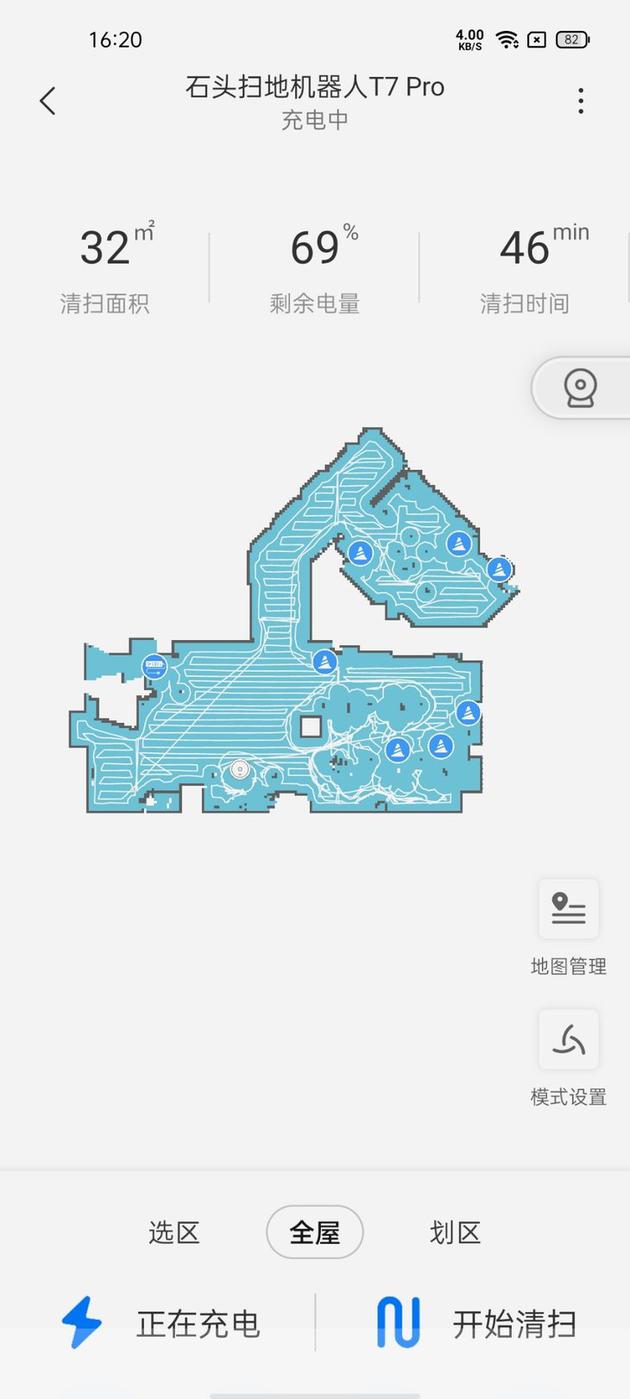 16:20
4.00
KB/S
82
石头扫地机器人T7 Pro
充电中
32 m²
69 %
46 min
清扫面积
剩余电量
清扫时间
地图管理
模式设置
选区
全屋
划区
正在充电
开始清扫